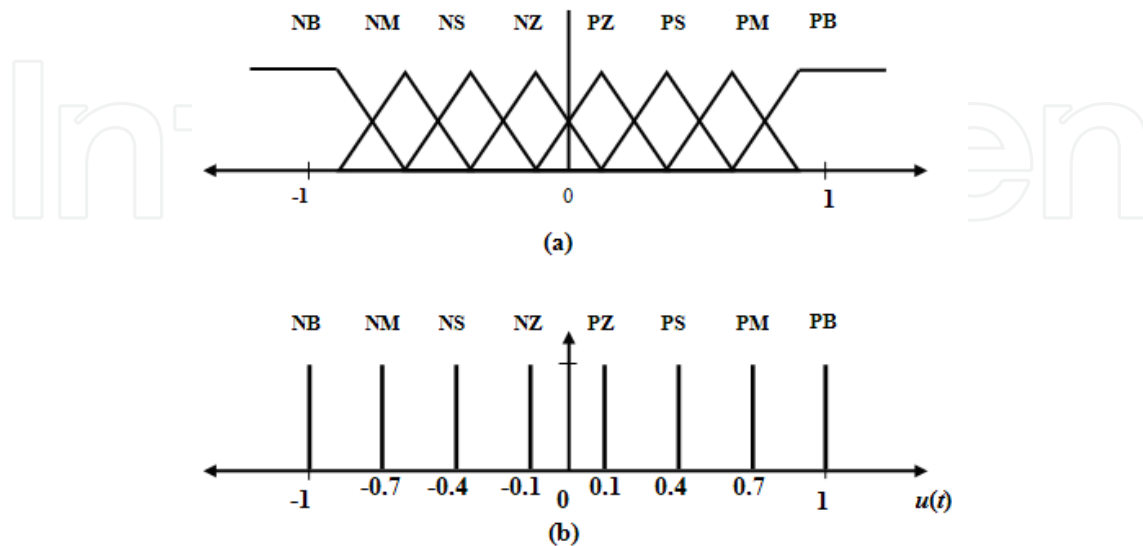 NB NM NS NZ PZ PS PM PB
-1 0 1
(a)
NB NM NS NZ PZ PS PM PB
-1 -0.7 -0.4 -0.1 0 0.1 0.4 0.7 1 u(t)
(b)